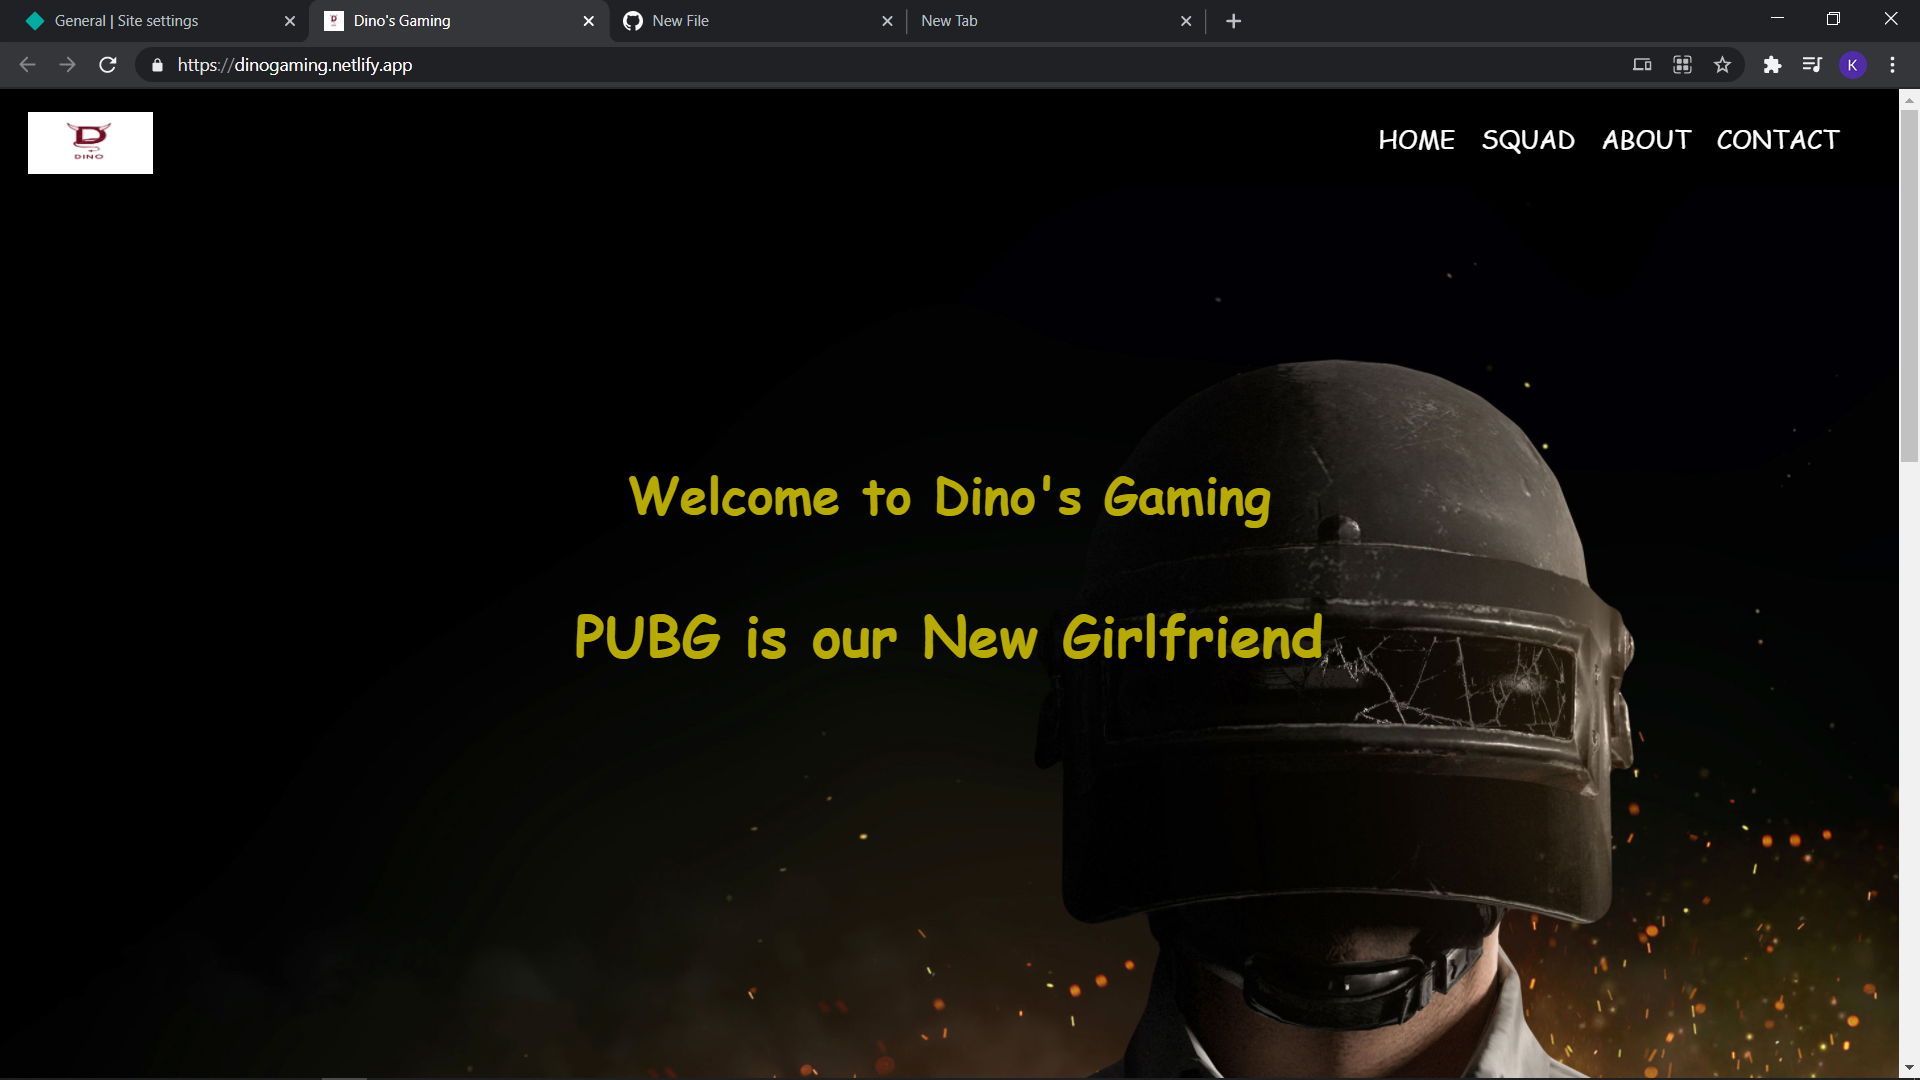 General | Site settings
Dino's Gaming
New File
New Tab
https://dinogaming.netlify.app
K
D
DINO
HOME SQUAD ABOUT CONTACT
Welcome to Dino's Gaming
PUBG is our New Girlfriend